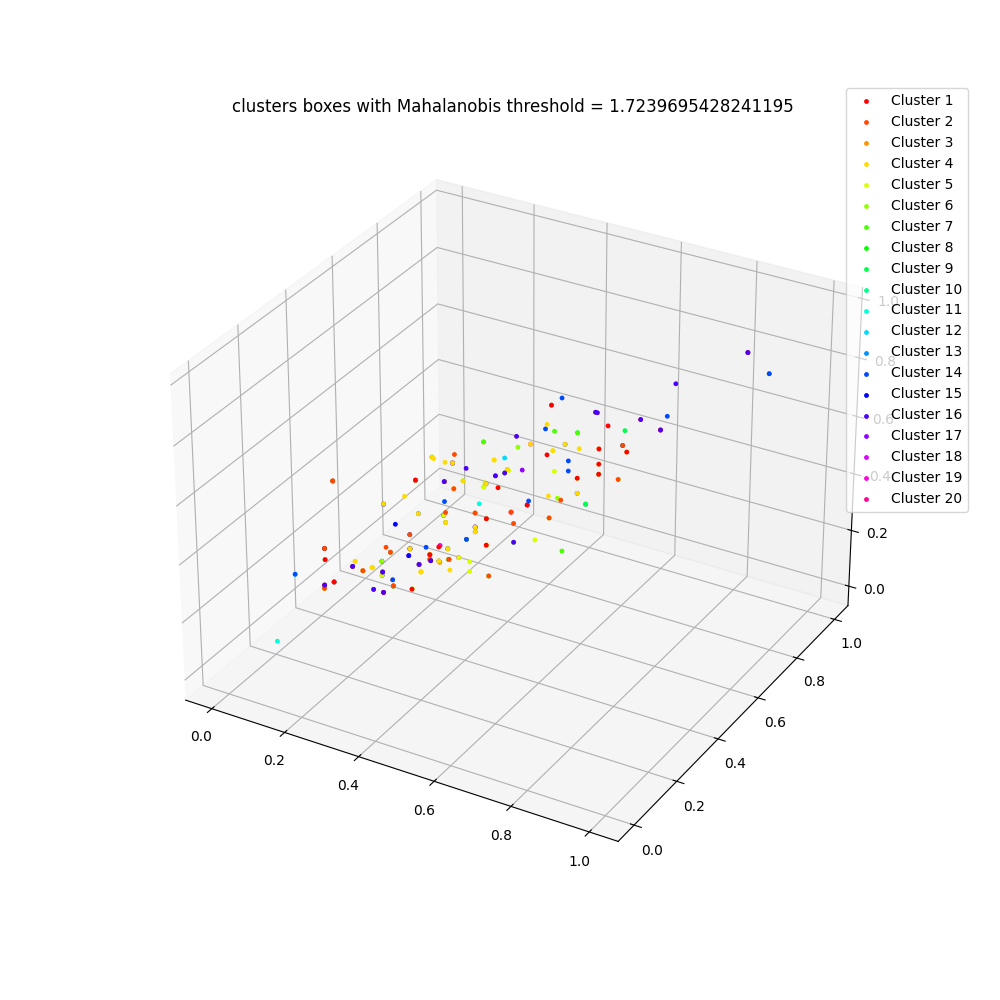 clusters boxes with Mahalanobis threshold = 1.7239695428241195
Cluster 1
Cluster 2
Cluster 3
Cluster 4
Cluster 5
Cluster 6
Cluster 7
Cluster 8
Cluster 9
Cluster 10
Cluster 11
Cluster 12
Cluster 13
Cluster 14
Cluster 15
Cluster 16
Cluster 17
Cluster 18
Cluster 19
Cluster 20
1.0
0.8
0.6
0.4
0.2
0.0
1.0
0.8
0.6
0.4
0.2
0.0
0.0
0.2
0.4
0.6
0.8
1.0